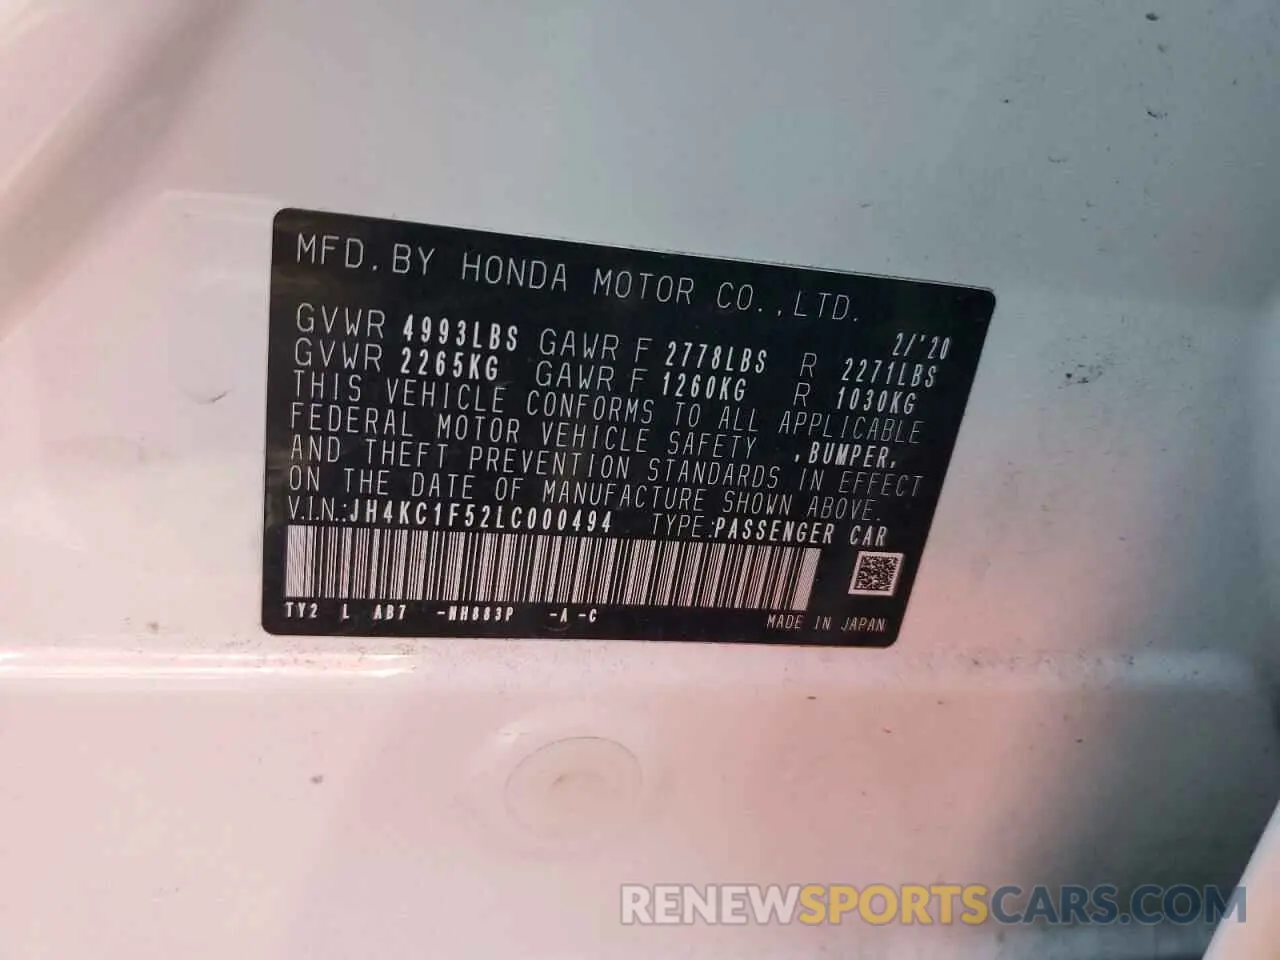 MFD. BY HONDA MOTOR CO., LTD.
2/'20
GVWR 4993LBS GAWR F 2778LBS R 2271LBS
GVWR 2265KG GAWR F 1260KG R 1030KG
THIS VEHICLE CONFORMS TO ALL APPLICABLE
FEDERAL MOTOR VEHICLE SAFETY ,BUMPER,
AND THEFT PREVENTION STANDARDS IN EFFECT
ON THE DATE OF MANUFACTURE SHOWN ABOVE.
V.I.N.:JH4KC1F52LC000494 TYPE:PASSENGER CAR
TY2 L AB7 -NH883P -A -C
MADE IN JAPAN
RENEWSPORTSCARS.COM